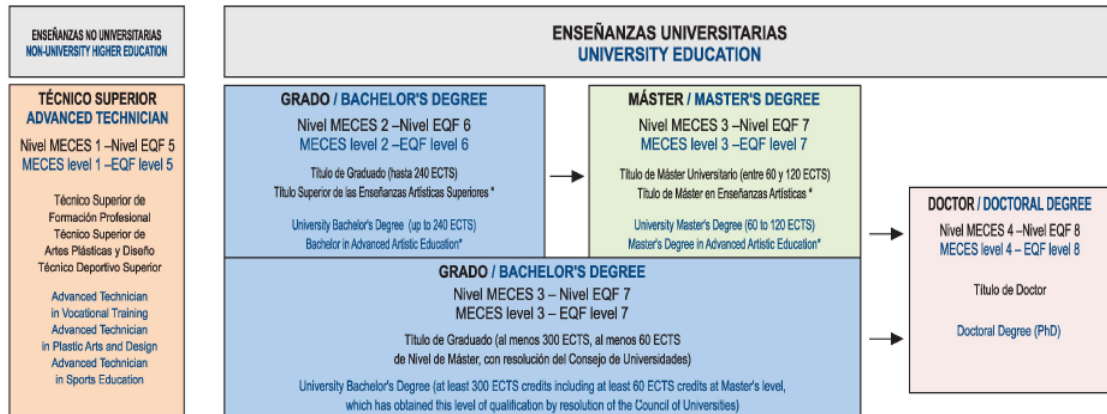 ENSEÑANZAS NO UNIVERSITARIAS
NON-UNIVERSITY HIGHER EDUCATION
ENSEÑANZAS UNIVERSITARIAS
UNIVERSITY EDUCATION
TÉCNICO SUPERIOR
ADVANCED TECHNICIAN
Nivel MECES 1 –Nivel EQF 5
MECES level 1 –EQF level 5
Técnico Superior de
Formación Profesional
Técnico Superior de
Artes Plásticas y Diseño
Técnico Deportivo Superior
Advanced Technician
in Vocational Training
Advanced Technician
in Plastic Arts and Design
Advanced Technician
in Sports Education
GRADO / BACHELOR'S DEGREE
Nivel MECES 2 –Nivel EQF 6
MECES level 2 –EQF level 6
Título de Graduado (hasta 240 ECTS)
Título Superior de las Enseñanzas Artísticas Superiores *
University Bachelor's Degree (up to 240 ECTS)
Bachelor in Advanced Artistic Education*
MÁSTER / MASTER'S DEGREE
Nivel MECES 3 –Nivel EQF 7
MECES level 3 –EQF level 7
Título de Máster Universitario (entre 60 y 120 ECTS)
Título de Máster en Enseñanzas Artísticas *
University Master's Degree (60 to 120 ECTS)
Master's Degree in Advanced Artistic Education*
GRADO / BACHELOR'S DEGREE
Nivel MECES 3 – Nivel EQF 7
MECES level 3 – EQF level 7
Título de Graduado (al menos 300 ECTS, al menos 60 ECTS
de Nivel de Máster, con resolución del Consejo de Universidades)
University Bachelor's Degree (at least 300 ECTS credits including at least 60 ECTS credits at Master's level,
which has obtained this level of qualification by resolution of the Council of Universities)
DOCTOR / DOCTORAL DEGREE
Nivel MECES 4 –Nivel EQF 8
MECES level 4 – EQF level 8
Título de Doctor
Doctoral Degree (PhD)